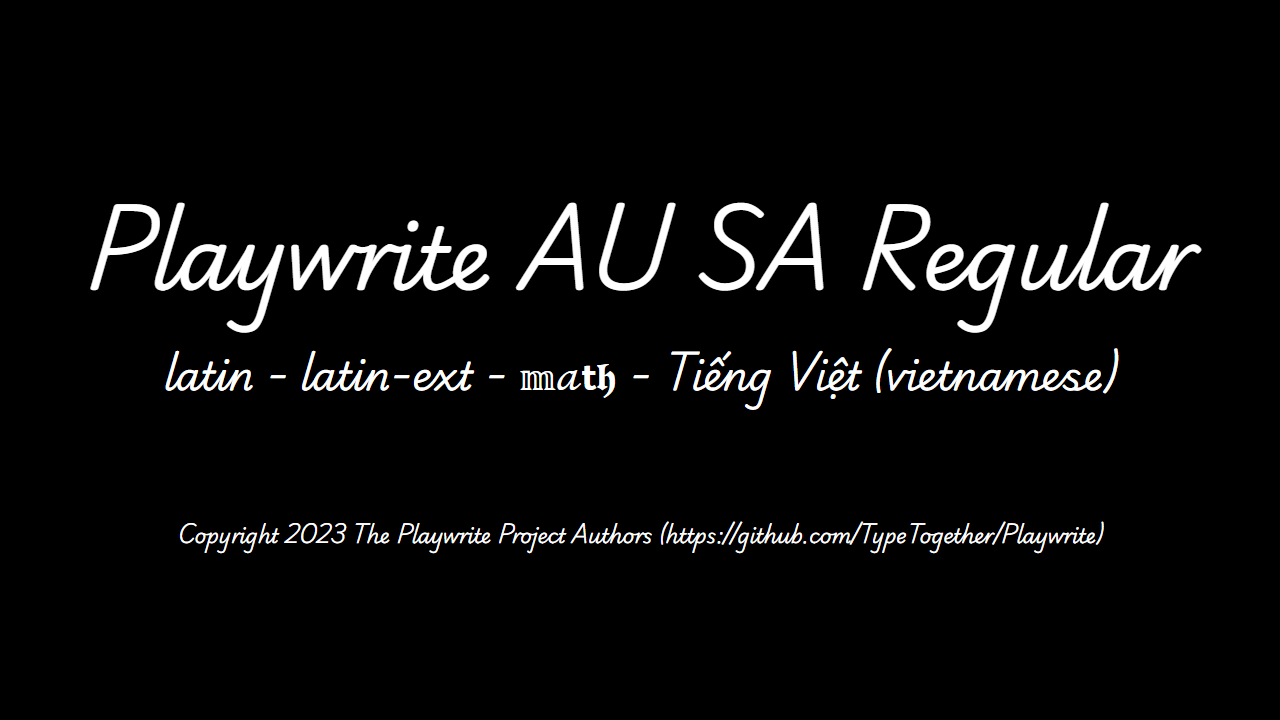 Playwrite AU SA Regular
latin - latin-ext - 𝕞𝑎𝘁𝖍 - Tiếng Việt (vietnamese)
Copyright 2023 The Playwrite Project Authors (https://github.com/TypeTogether/Playwrite)